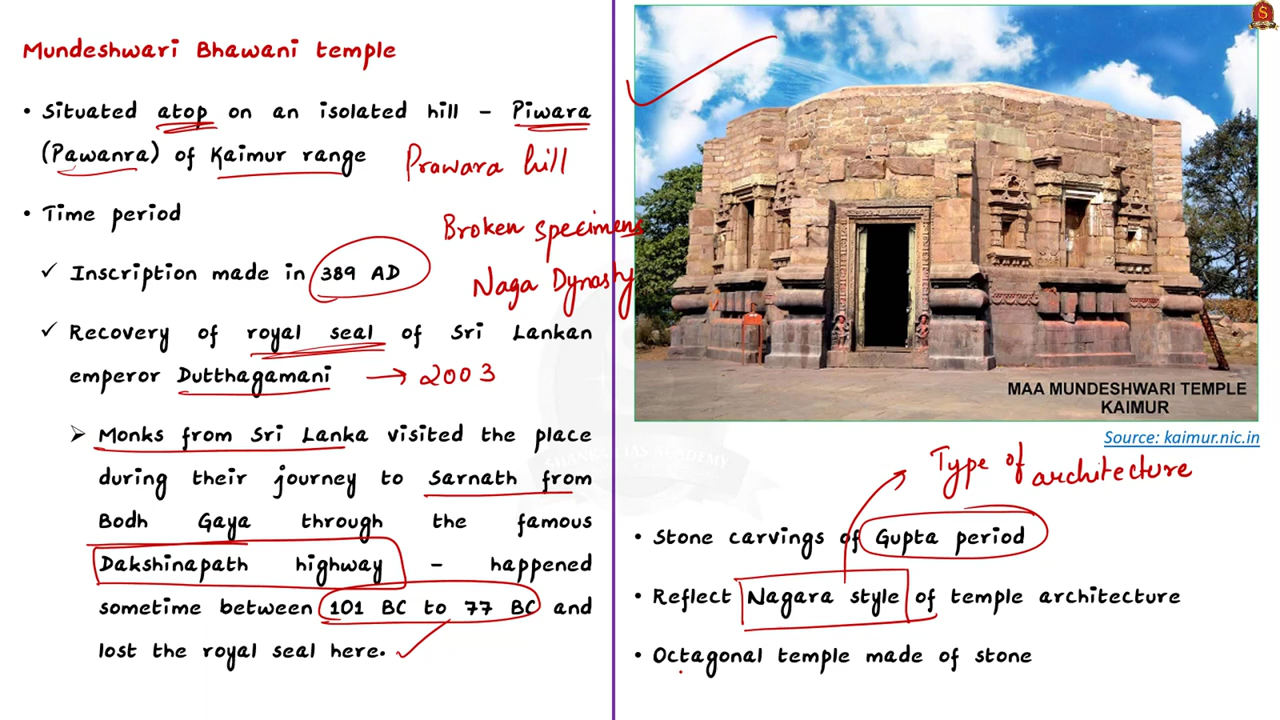 Mundeshwari Bhawani temple
• Situated atop on an isolated hill – Piwara
(Pawanra) of Kaimur range
Prawara hill
• Time period
✓ Inscription made in 389 AD
Broken specimens
Naga Dynasty
✓ Recovery of royal seal of Sri Lankan
emperor Dutthagamani → 2003
➢ Monks from Sri Lanka visited the place
during their journey to Sarnath from
Bodh Gaya through the famous
Dakshinapath highway – happened
sometime between 101 BC to 77 BC and
lost the royal seal here.
MAA MUNDESHWARI TEMPLE
KAIMUR
Source: kaimur.nic.in
Type of architecture
• Stone carvings of Gupta period
• Reflect Nagara style of temple architecture
• Octagonal temple made of stone
SHANKAR IAS ACADEMY